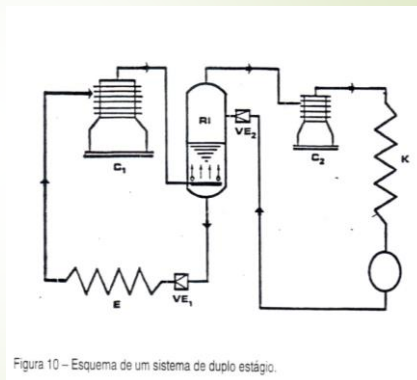 RI
VE2
C1
C2
K
E
VE1
Figura 10 – Esquema de um sistema de duplo estágio.